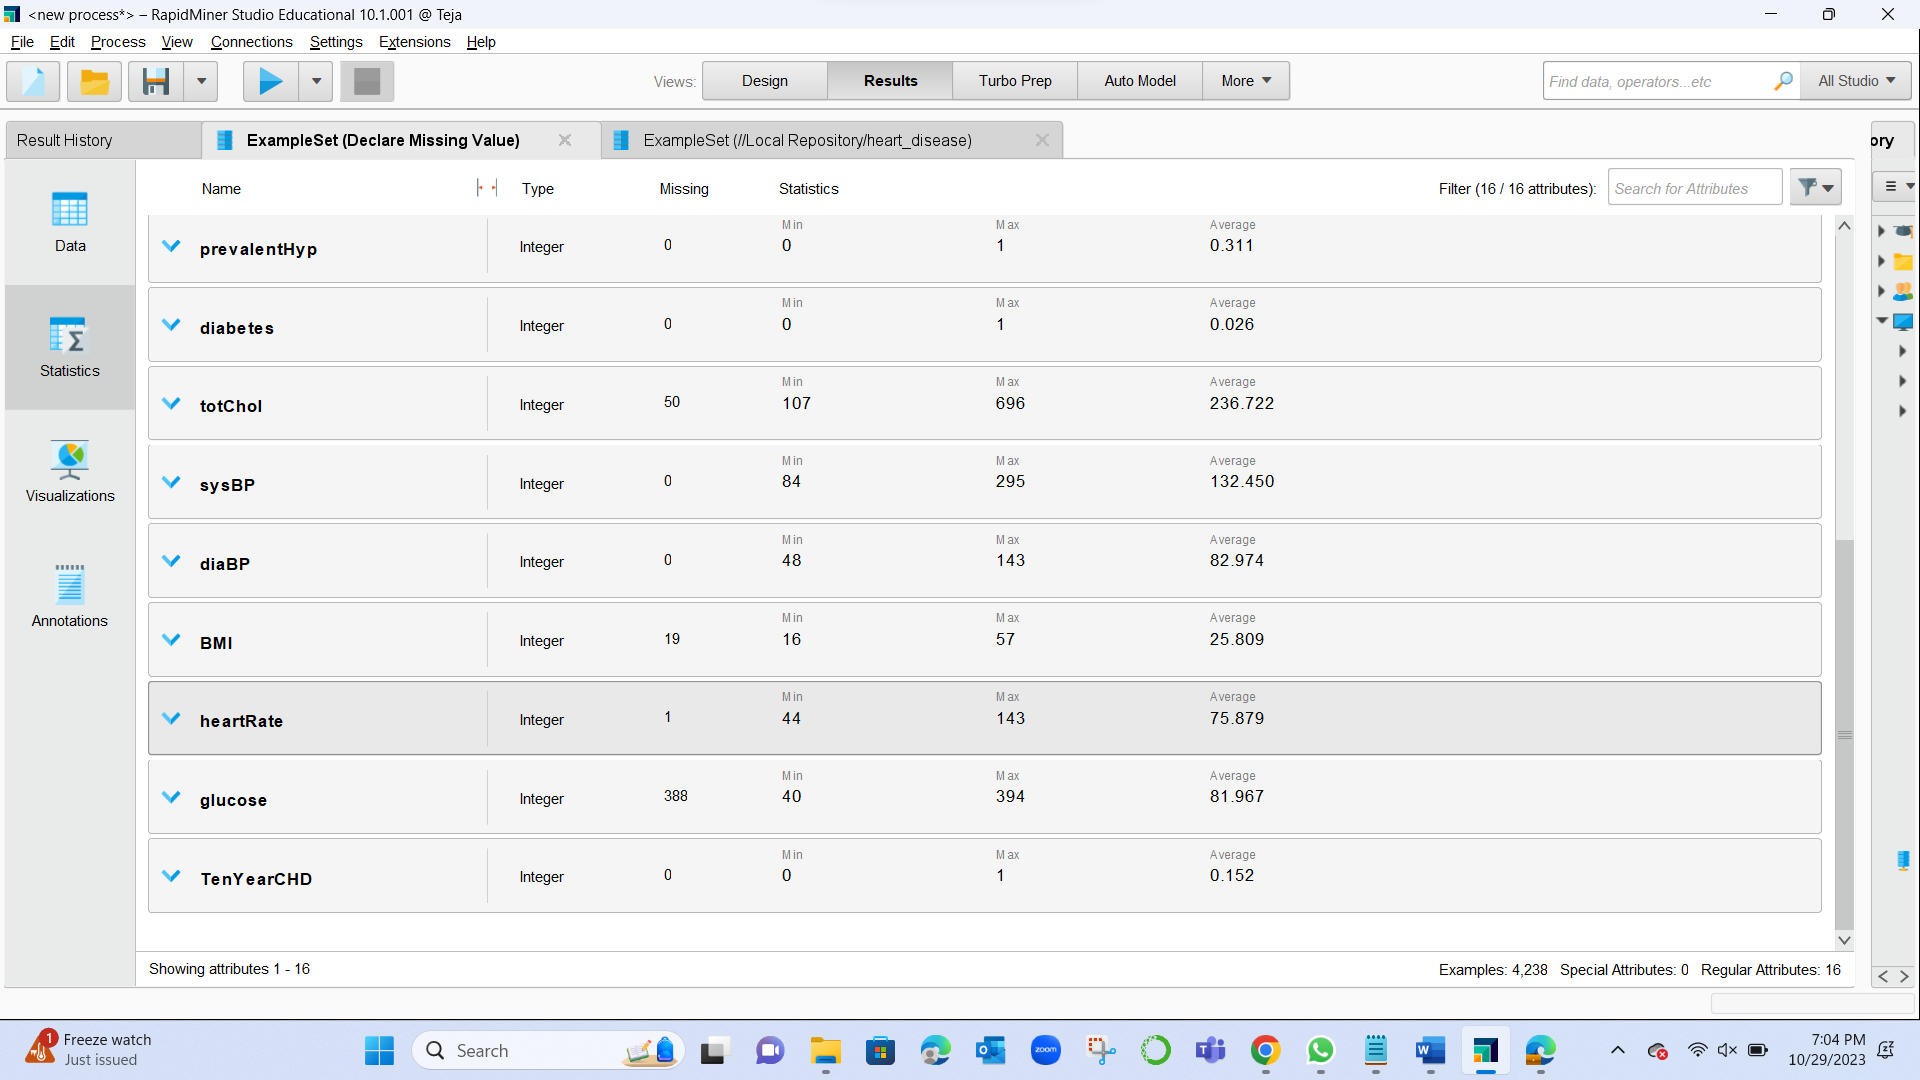 <new process*> – RapidMiner Studio Educational 10.1.001 @ Teja
File Edit Process View Connections Settings Extensions Help
Views: Design Results Turbo Prep Auto Model More Find data, operators...etc All Studio
Result History ExampleSet (Declare Missing Value) ExampleSet (//Local Repository/heart_disease) ory
Name Type Missing Statistics Filter (16 / 16 attributes): Search for Attributes
Data
Statistics
Visualizations
Annotations
Min Max Average
prevalentHyp Integer 0 0 1 0.311
Min Max Average
diabetes Integer 0 0 1 0.026
Min Max Average
totChol Integer 50 107 696 236.722
Min Max Average
sysBP Integer 0 84 295 132.450
Min Max Average
diaBP Integer 0 48 143 82.974
Min Max Average
BMI Integer 19 16 57 25.809
Min Max Average
heartRate Integer 1 44 143 75.879
Min Max Average
glucose Integer 388 40 394 81.967
Min Max Average
TenYearCHD Integer 0 0 1 0.152
Showing attributes 1 - 16 Examples: 4,238 Special Attributes: 0 Regular Attributes: 16
1 Freeze watch
Just issued
Search
zoom
7:04 PM
10/29/2023